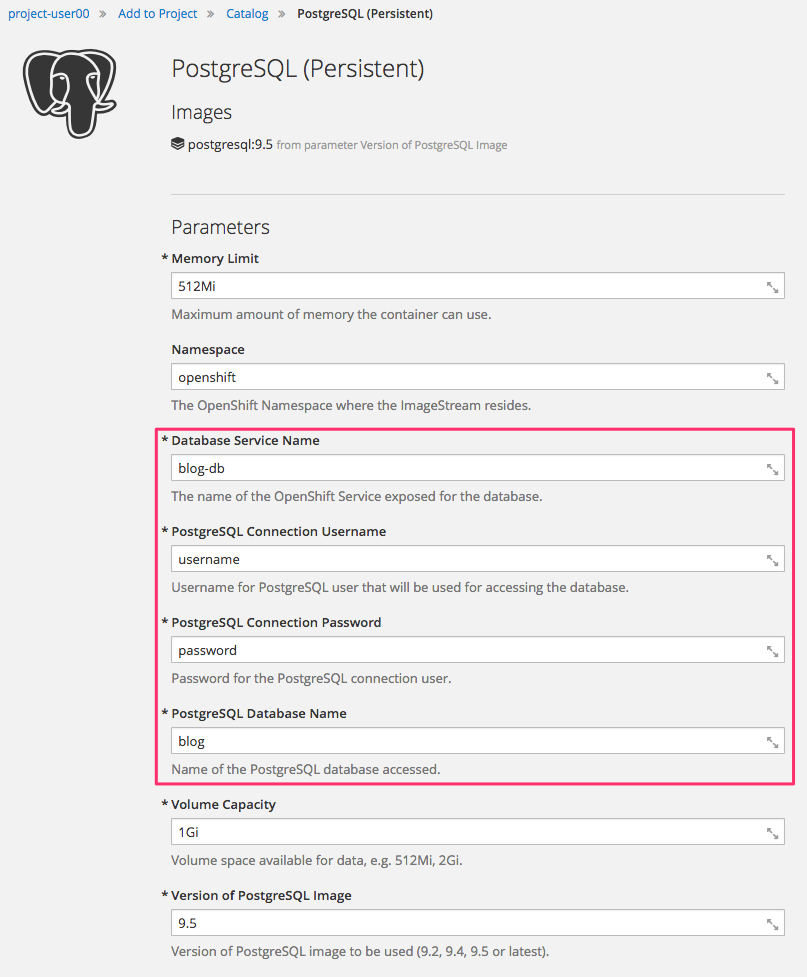 project-user00 » Add to Project » Catalog » PostgreSQL (Persistent)
PostgreSQL (Persistent)
Images
postgresql:9.5 from parameter Version of PostgreSQL Image
Parameters
* Memory Limit
512Mi
Maximum amount of memory the container can use.
Namespace
openshift
The OpenShift Namespace where the ImageStream resides.
* Database Service Name
blog-db
The name of the OpenShift Service exposed for the database.
* PostgreSQL Connection Username
username
Username for PostgreSQL user that will be used for accessing the database.
* PostgreSQL Connection Password
password
Password for the PostgreSQL connection user.
* PostgreSQL Database Name
blog
Name of the PostgreSQL database accessed.
* Volume Capacity
1Gi
Volume space available for data, e.g. 512Mi, 2Gi.
* Version of PostgreSQL Image
9.5
Version of PostgreSQL image to be used (9.2, 9.4, 9.5 or latest).